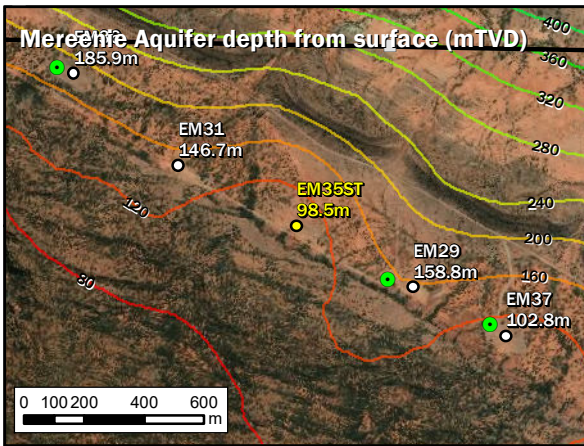 Mereenie Aquifer depth from surface (mTVD)
185.9m
EM31
146.7m
EM35ST
98.5m
EM29
158.8m
EM37
102.8m
400
360
320
280
240
200
160
120
80
0 100 200 400 600
m